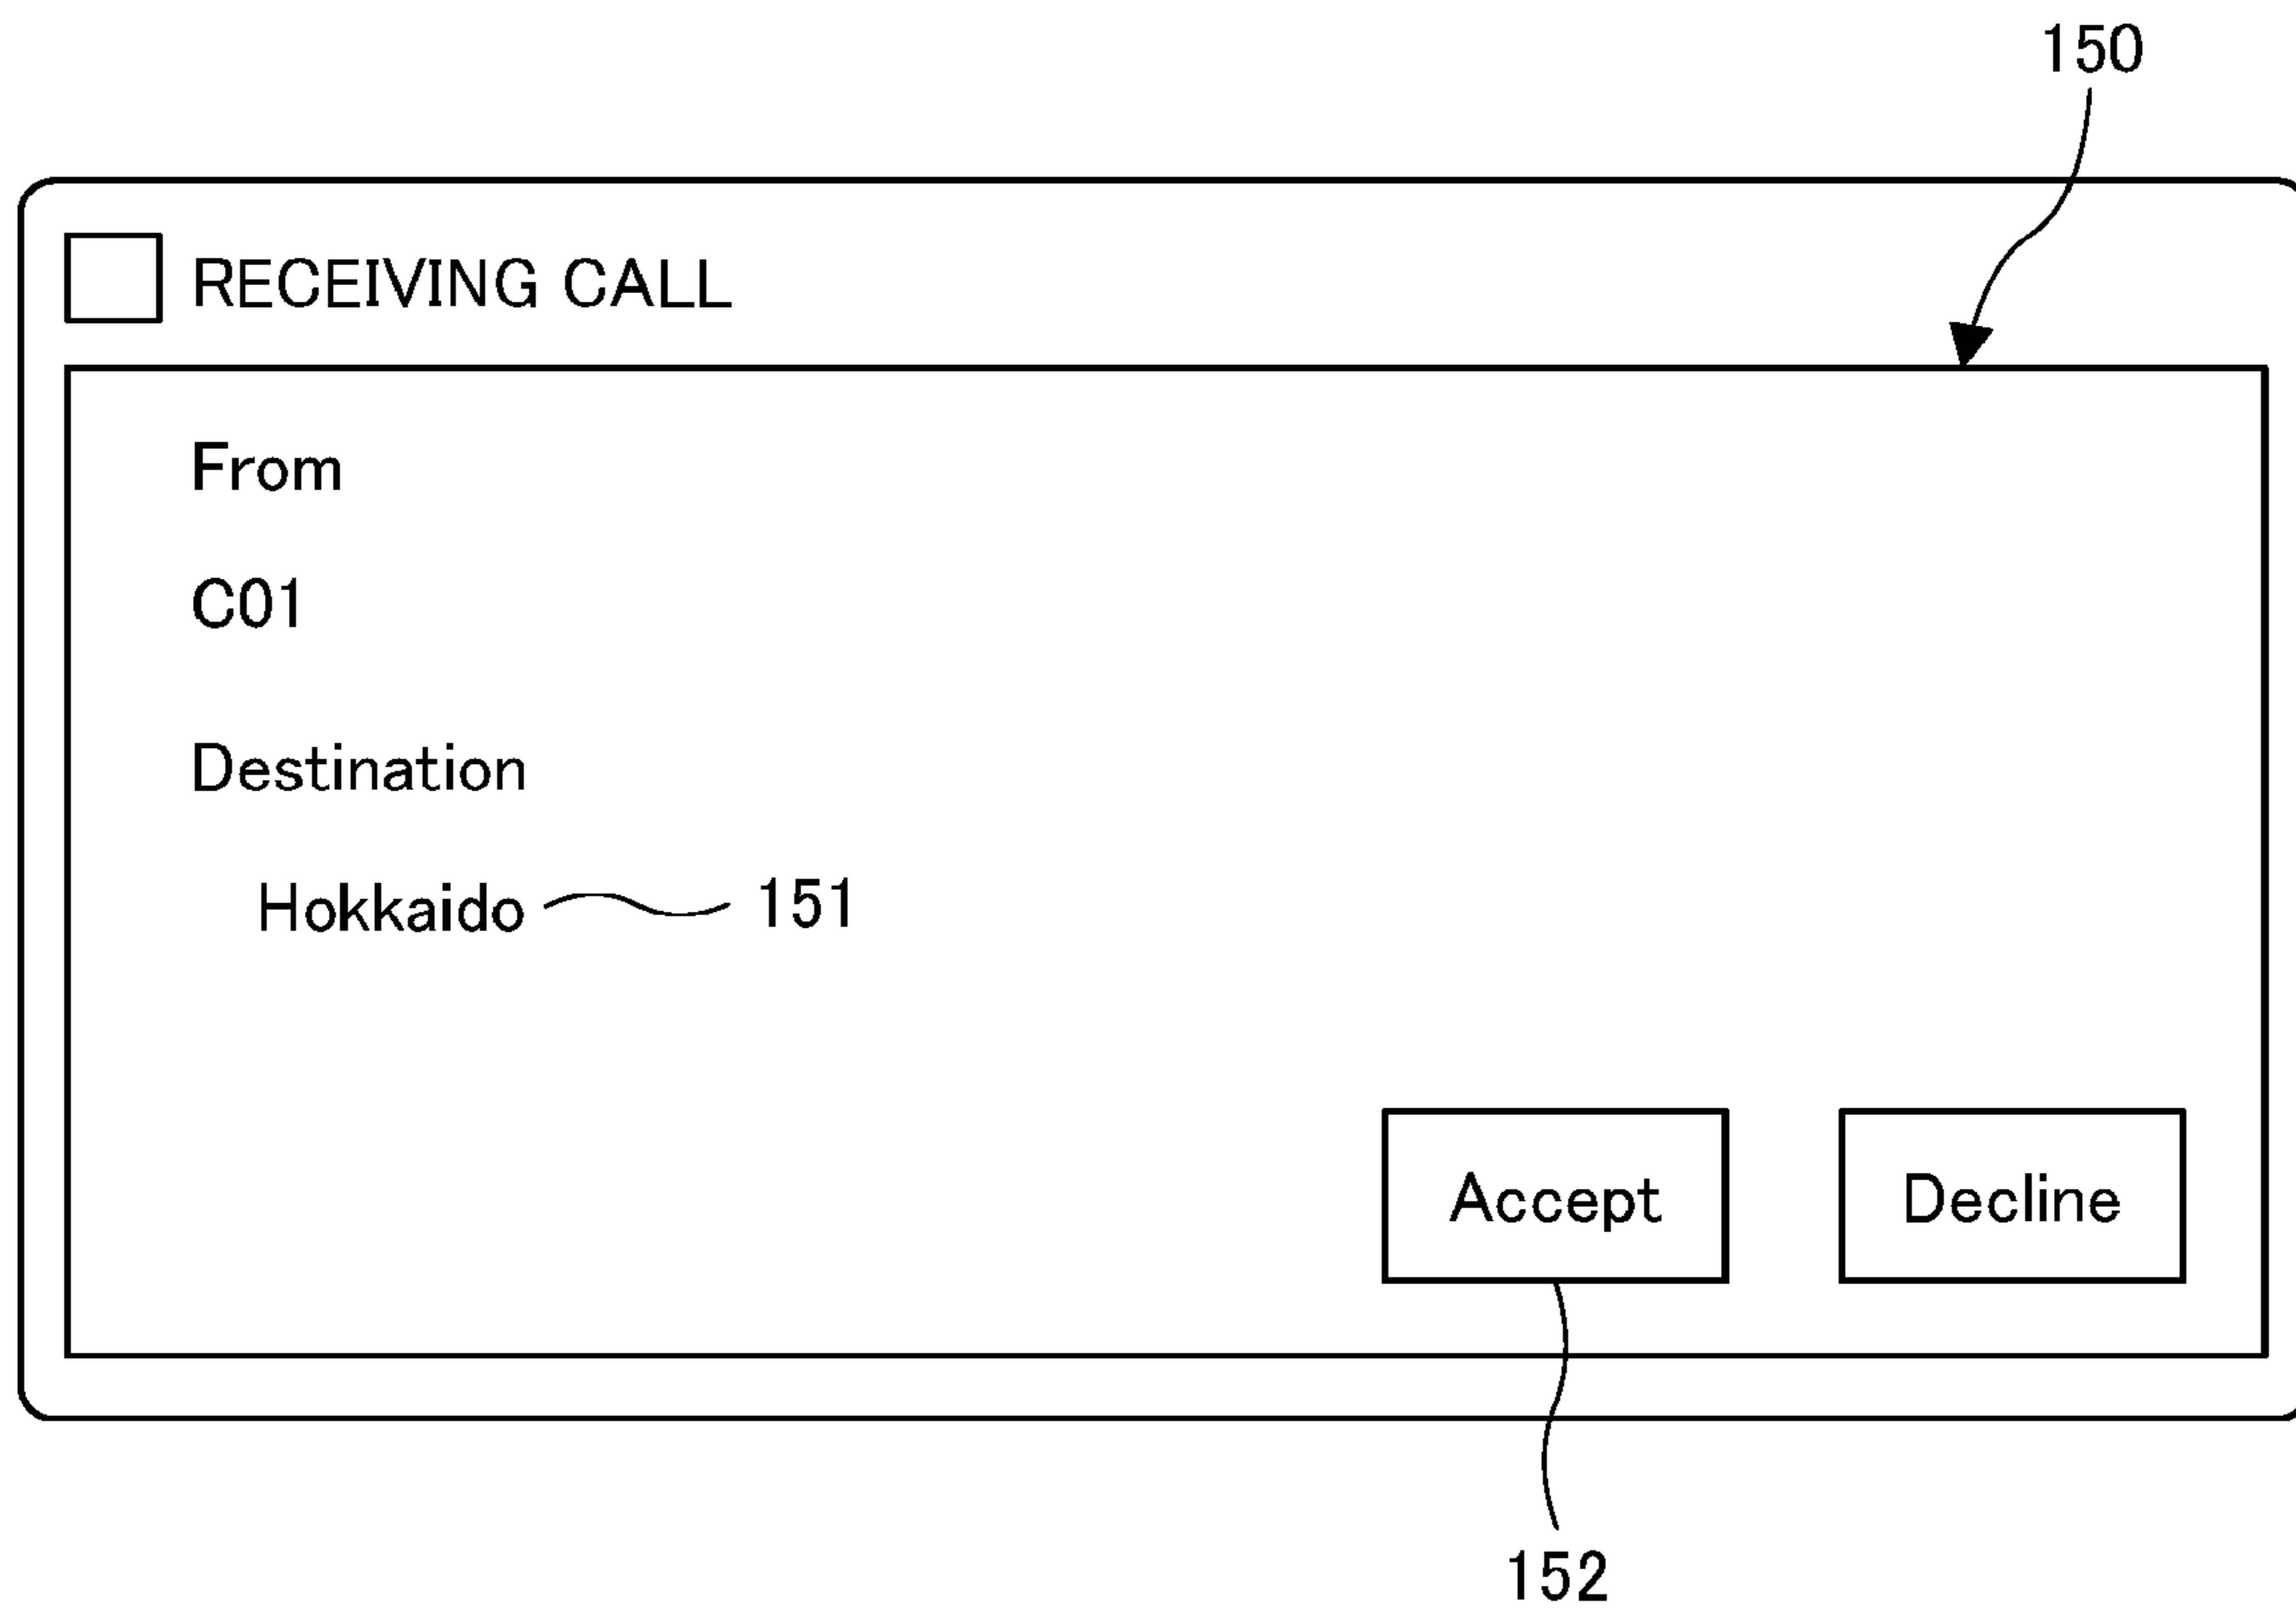 150
RECEIVING CALL
From
C01
Destination
Hokkaido 151
Accept Decline
152